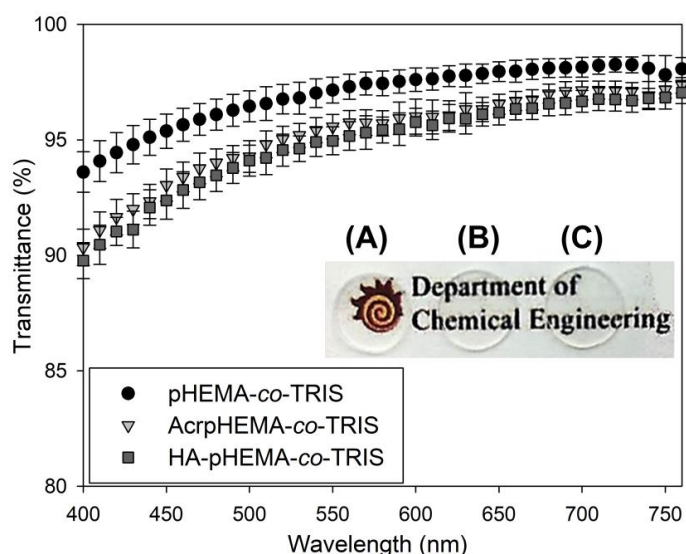 100
95
90
85
80
Transmittance (%)
(A) (B) (C)
Department of
Chemical Engineering
pHEMA-co-TRIS
AcrpHEMA-co-TRIS
HA-pHEMA-co-TRIS
400 450 500 550 600 650 700 750
Wavelength (nm)